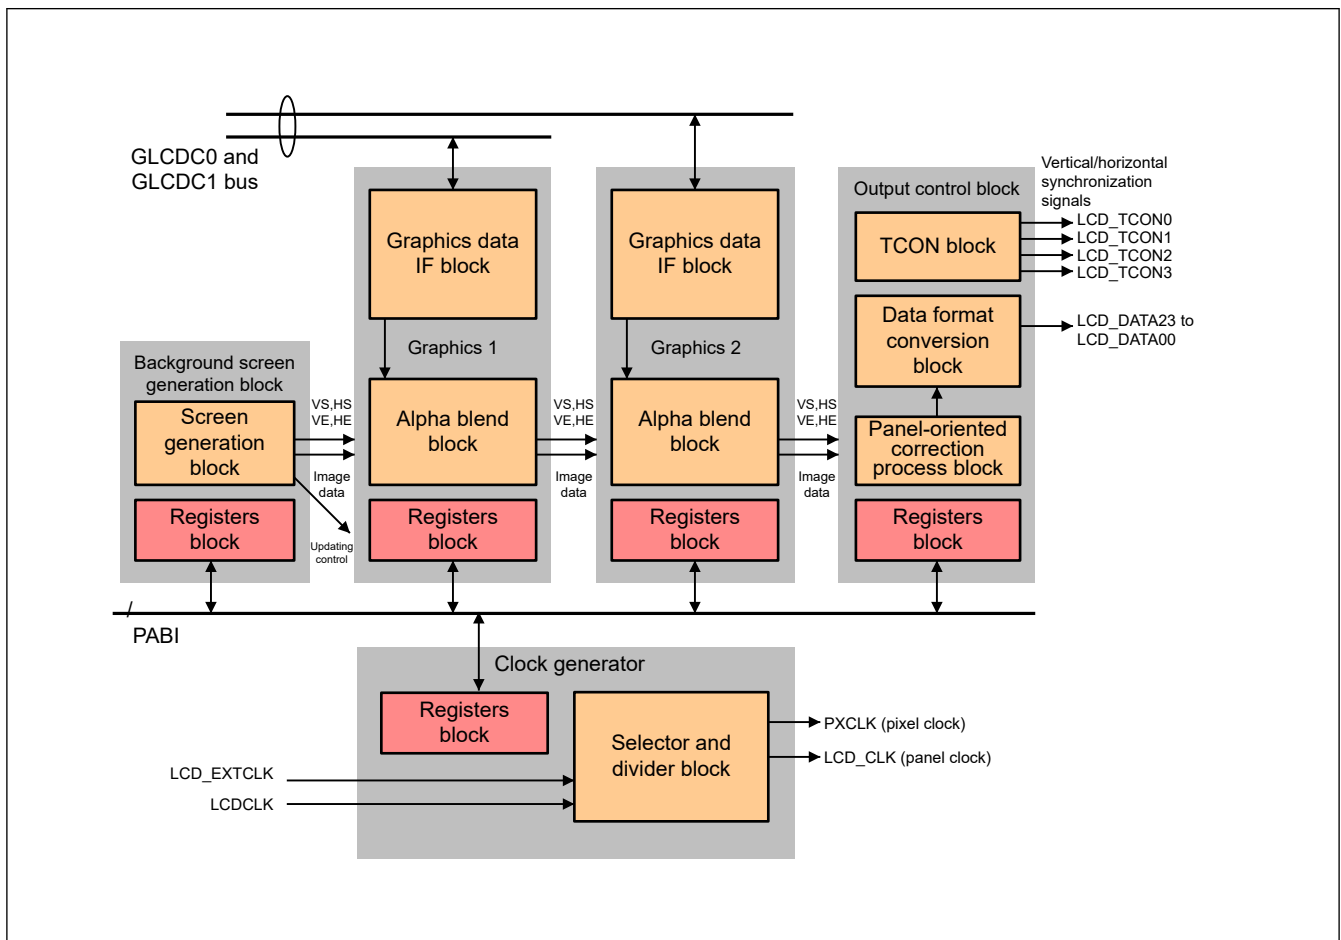 GLCDC0 and
GLCDC1 bus
Graphics data
IF block
Graphics 1
Alpha blend
block
Registers
block
Graphics data
IF block
Graphics 2
Alpha blend
block
Registers
block
Background screen
generation block
Screen
generation
block
Registers
block
VS,HS
VE,HE
Image
data
Updating
control
VS,HS
VE,HE
Image
data
VS,HS
VE,HE
Image
data
Output control block
TCON block
Data format
conversion
block
Panel-oriented
correction
process block
Registers
block
Vertical/horizontal
synchronization
signals
LCD_TCON0
LCD_TCON1
LCD_TCON2
LCD_TCON3
LCD_DATA23 to
LCD_DATA00
PABI
Clock generator
Registers
block
Selector and
divider block
LCD_EXTCLK
LCDCLK
PXCLK (pixel clock)
LCD_CLK (panel clock)